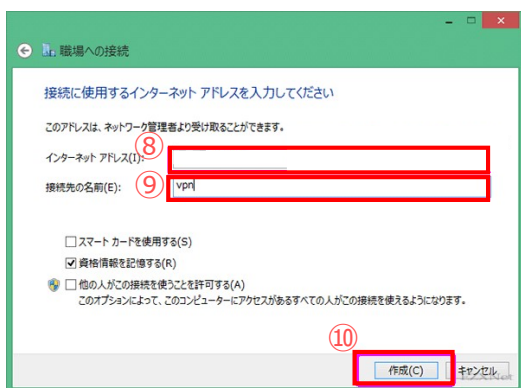 職場への接続
接続に使用するインターネット アドレスを入力してください
このアドレスは、ネットワーク管理者より受け取ることができます。
⑧
インターネット アドレス(I):
接続先の名前(E):
⑨
vpn
スマート カードを使用する(S)
資格情報を記憶する(R)
他の人がこの接続を使うことを許可する(A)
このオプションによって、このコンピューターにアクセスがあるすべての人がこの接続を使えるようになります。
⑩
作成(C)
キャンセル